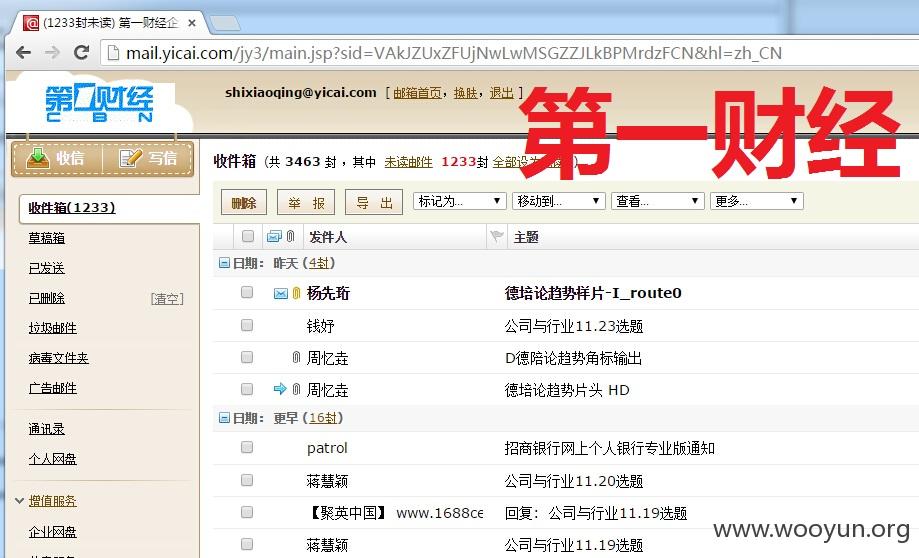 (1233封未读) 第一财经企
mail.yicai.com/jy3/main.jsp?sid=VAkJZUxZFUjNwLwMSGZZJLkBPMrdzFCN&hl=zh_CN
第一财经
CBN
shixiaoqing@yicai.com [邮箱首页，换肤，退出]
第一财经
收信 写信
收件箱 (共 3463 封，其中 未读邮件 1233封 全部设为
删除 举报 导出 标记为... 移动到... 查看... 更多...
收件箱(1233)
草稿箱
已发送
已删除 [清空]
垃圾邮件
病毒文件夹
广告邮件
通讯录
个人网盘
增值服务
企业网盘
发件人 主题
日期： 昨天 (4封)
杨先珩 德培论趋势样片-I_route0
钱妤 公司与行业11.23选题
周忆垚 D德陪论趋势角标输出
周忆垚 德培论趋势片头 HD
日期： 更早 (16封)
patrol 招商银行网上个人银行专业版通知
蒋慧颖 公司与行业11.20选题
【聚英中国】 www.1688ce 回复：公司与行业11.19选题
蒋慧颖 公司与行业11.19选题
www.wooyun.org